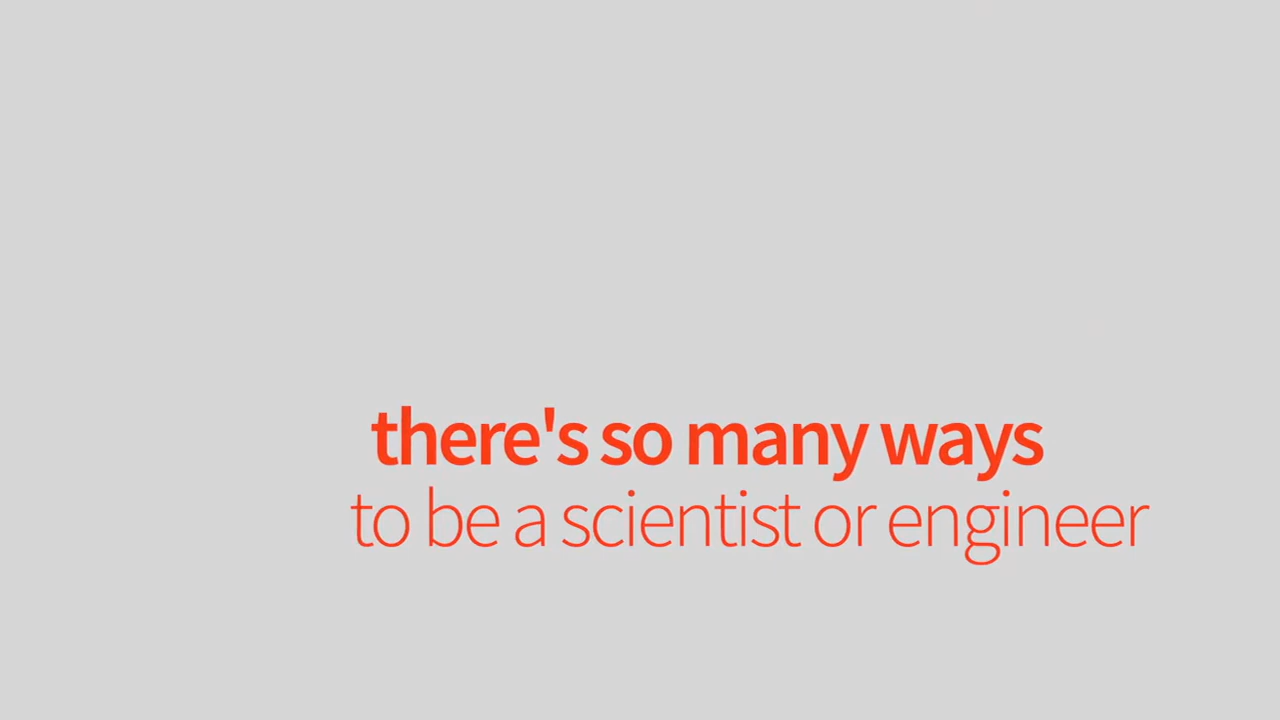 there's so many ways
to be a scientist or engineer